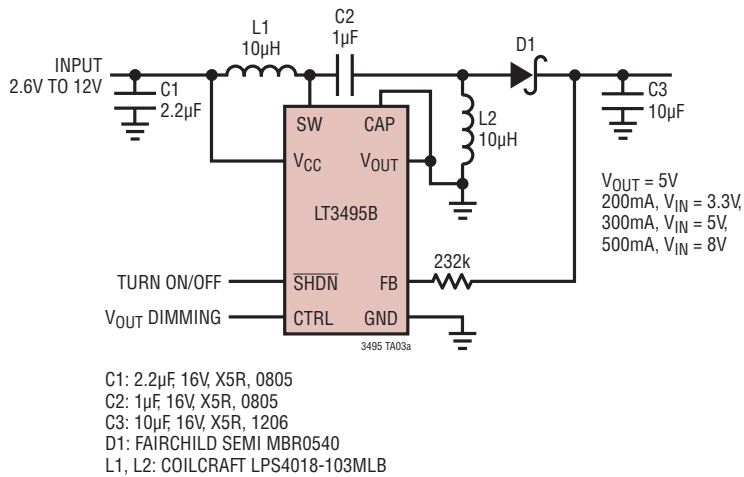 INPUT
2.6V TO 12V
C1
2.2µF
L1
10µH
C2
1µF
D1
L2
10µH
C3
10µF
SW
CAP
VCC
VOUT
LT3495B
SHDN
FB
CTRL
GND
232k
TURN ON/OFF
VOUT DIMMING
3495 TA03a
VOUT = 5V
200mA, VIN = 3.3V,
300mA, VIN = 5V,
500mA, VIN = 8V
C1: 2.2µF, 16V, X5R, 0805
C2: 1µF, 16V, X5R, 0805
C3: 10µF, 16V, X5R, 1206
D1: FAIRCHILD SEMI MBR0540
L1, L2: COILCRAFT LPS4018-103MLB